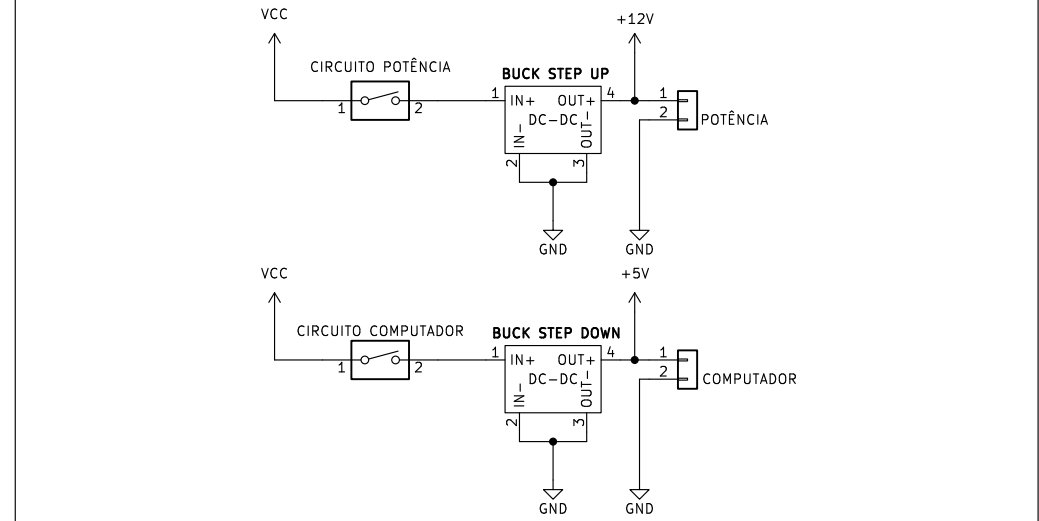 VCC
+12V
CIRCUITO POTÊNCIA
BUCK STEP UP
1 2
1 IN+ OUT+ 4
DC-DC
IN- OUT-
2 3
1
2
POTÊNCIA
GND GND
VCC
+5V
CIRCUITO COMPUTADOR
BUCK STEP DOWN
1 2
1 IN+ OUT+ 4
DC-DC
IN- OUT-
2 3
1
2
COMPUTADOR
GND GND